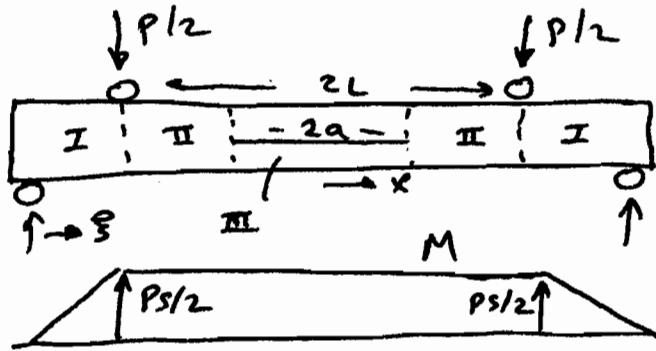 P/2 P/2
2L
I II 2a II I
x
ξ III
M
PS/2 PS/2